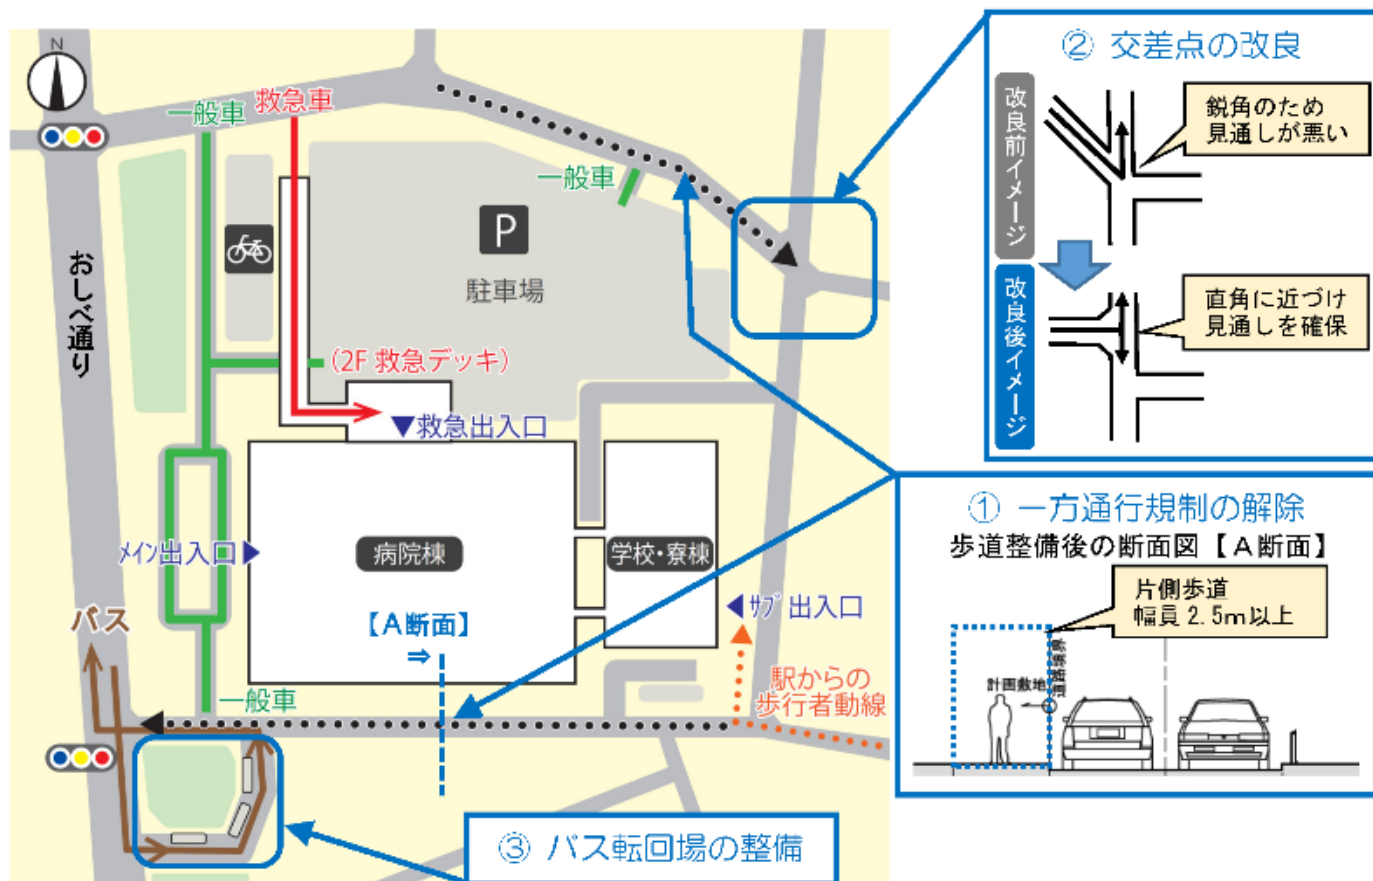 N
一般車
救急車
一般車
P
駐車場
おしべ通り
(2F 救急デッキ)
▼救急出入口
メイン出入口▶
病院棟
学校・寮棟
◀サブ出入口
バス
【A断面】
⇒
一般車
駅からの
歩行者動線
② 交差点の改良
改良前イメージ
鋭角のため
見通しが悪い
改良後イメージ
直角に近づけ
見通しを確保
① 一方通行規制の解除
歩道整備後の断面図【A断面】
片側歩道
幅員 2.5m以上
計画敷地
道路境界
③ バス転回場の整備